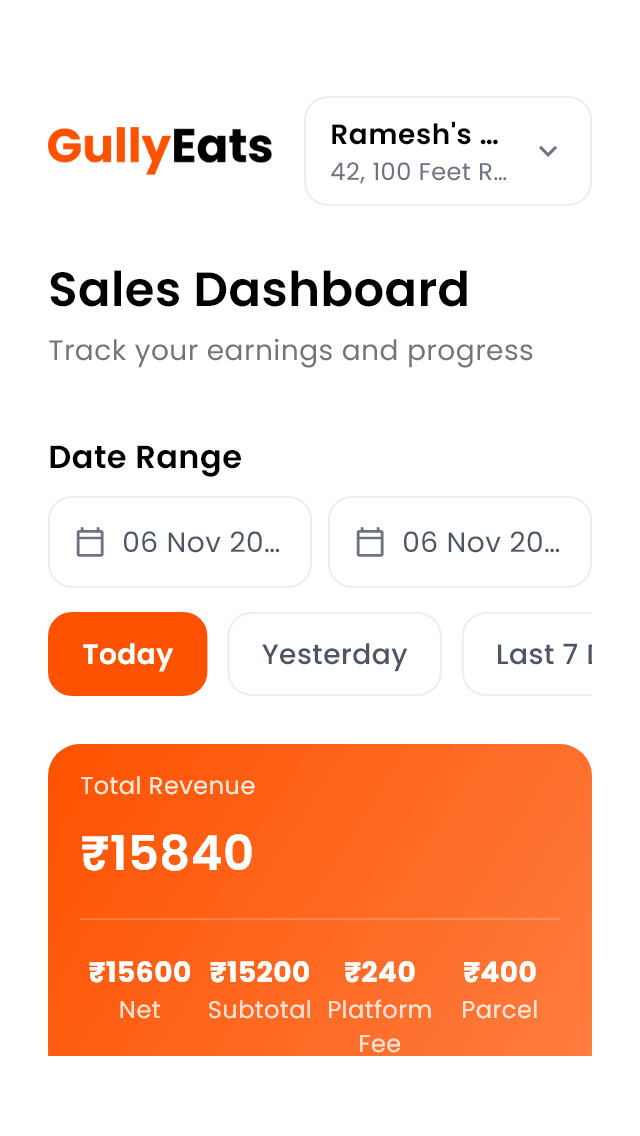 GullyEats
Ramesh's ...
42, 100 Feet R...
Sales Dashboard
Track your earnings and progress
Date Range
06 Nov 20... 06 Nov 20...
Today Yesterday Last 7 D
Total Revenue
₹15840
₹15600 ₹15200 ₹240 ₹400
Net Subtotal Platform Parcel
Fee